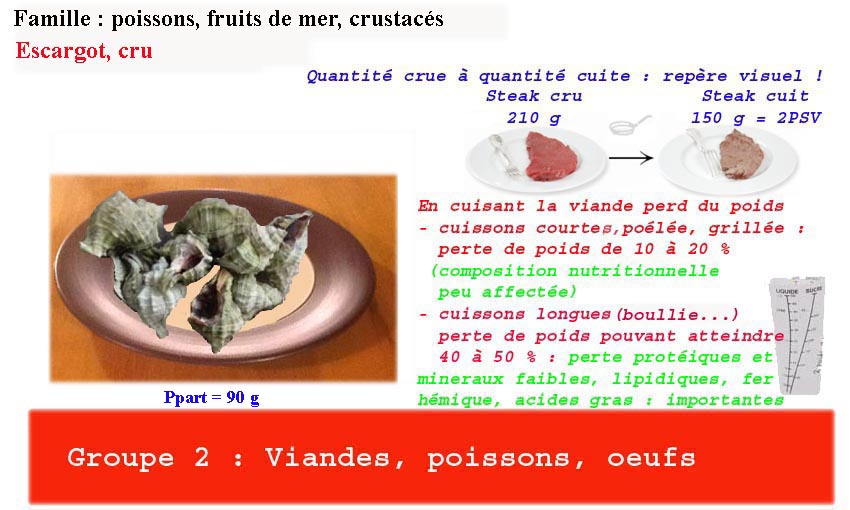 Famille : poissons, fruits de mer, crustacés
Escargot, cru
Quantité crue à quantité cuite : repère visuel !
Steak cru
210 g
Steak cuit
150 g = 2PSV
En cuisant la viande perd du poids
- cuissons courtes,poélée, grillée :
perte de poids de 10 à 20 %
(composition nutritionnelle
peu affectée)
- cuissons longues(boullie...)
perte de poids pouvant atteindre
40 à 50 % : perte protéiques et
mineraux faibles, lipidiques, fer
hémique, acides gras : importantes
LIQUIDE SUCRE
Ppart = 90 g
Groupe 2 : Viandes, poissons, oeufs